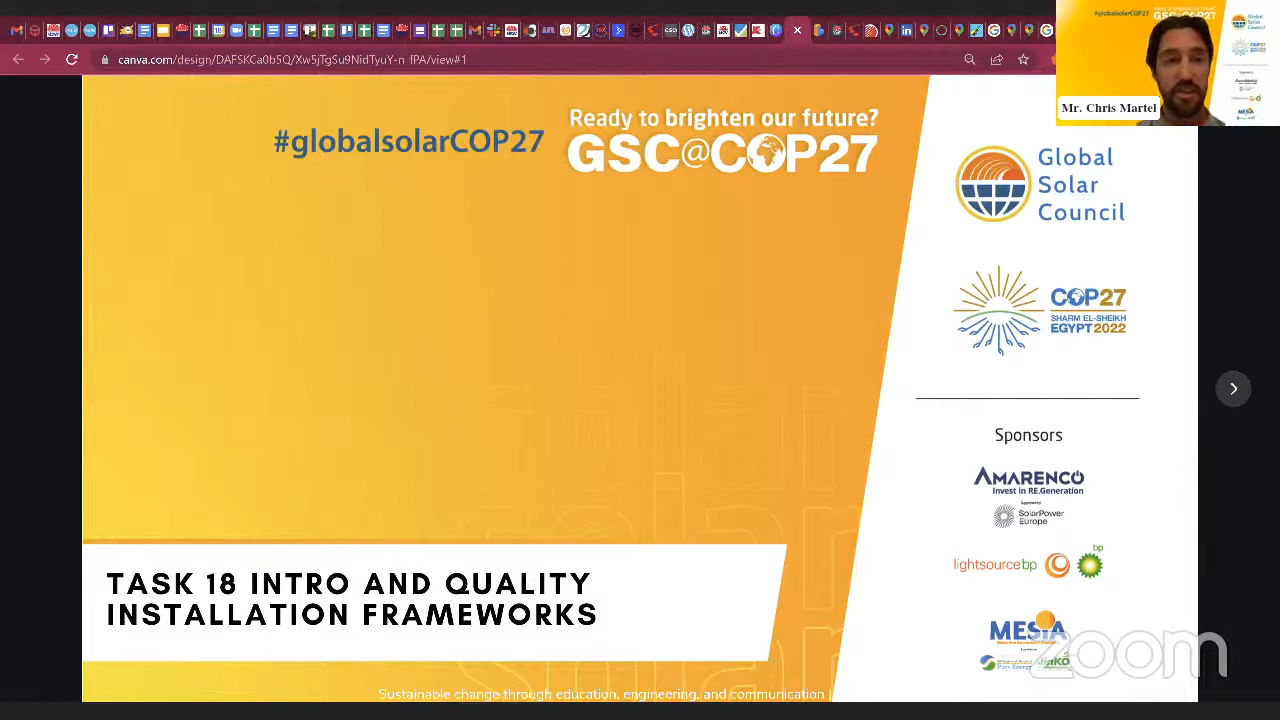 canva.com/design/DAFSKCa0b5Q/Xw5jTgSu9NidTyuY-n_fPA/view#1
#globalsolarCOP27
Ready to brighten our future?
GSC@COP27
Mr. Chris Martel
Global
Solar
Council
COP27
SHARM EL-SHEIKH
EGYPT 2022
Sponsors
AMARENCO
Invest in RE.Generation
SolarPower
Europe
lightsourcebp
bp
MESIA
TASK 18 INTRO AND QUALITY
INSTALLATION FRAMEWORKS
zoom
Sustainable change through education, engineering, and communication |